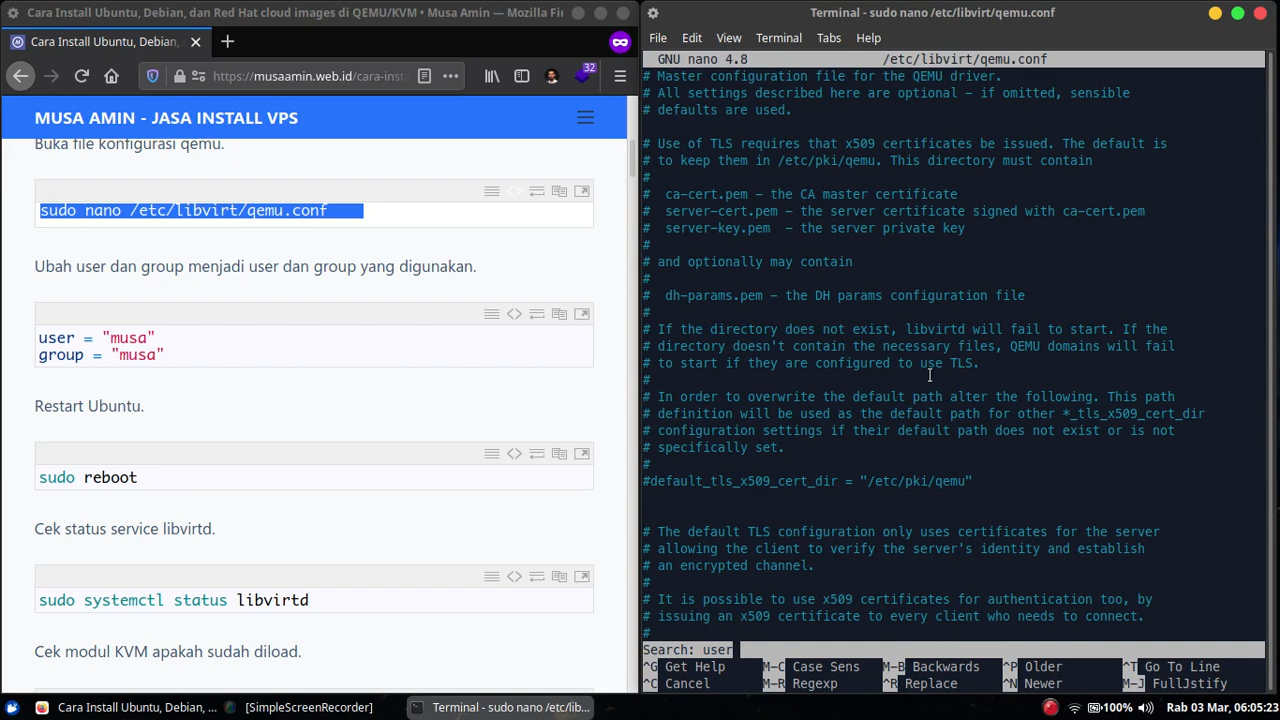 Cara Install Ubuntu, Debian, dan Red Hat cloud images di QEMU/KVM • Musa Amin — Mozilla Fi
Cara Install Ubuntu, Debian,
32
https://musaamin.web.id/cara-inst
MUSA AMIN - JASA INSTALL VPS
Buka file konfigurasi qemu.
sudo nano /etc/libvirt/qemu.conf
Ubah user dan group menjadi user dan group yang digunakan.
user = "musa"
group = "musa"
Restart Ubuntu.
sudo reboot
Cek status service libvirtd.
sudo systemctl status libvirtd
Cek modul KVM apakah sudah diload.
Terminal - sudo nano /etc/libvirt/qemu.conf
File Edit View Terminal Tabs Help
GNU nano 4.8 /etc/libvirt/qemu.conf
# Master configuration file for the QEMU driver.
# All settings described here are optional - if omitted, sensible
# defaults are used.
# Use of TLS requires that x509 certificates be issued. The default is
# to keep them in /etc/pki/qemu. This directory must contain
#
# ca-cert.pem - the CA master certificate
# server-cert.pem - the server certificate signed with ca-cert.pem
# server-key.pem - the server private key
#
# and optionally may contain
#
# dh-params.pem - the DH params configuration file
#
# If the directory does not exist, libvirtd will fail to start. If the
# directory doesn't contain the necessary files, QEMU domains will fail
# to start if they are configured to use TLS.
#
# In order to overwrite the default path alter the following. This path
# definition will be used as the default path for other *_tls_x509_cert_dir
# configuration settings if their default path does not exist or is not
# specifically set.
#
#default_tls_x509_cert_dir = "/etc/pki/qemu"
# The default TLS configuration only uses certificates for the server
# allowing the client to verify the server's identity and establish
# an encrypted channel.
#
# It is possible to use x509 certificates for authentication too, by
# issuing an x509 certificate to every client who needs to connect.
#
Search: user
^G Get Help M-C Case Sens M-B Backwards ^P Older ^T Go To Line
^C Cancel M-R Regexp ^R Replace ^N Newer M-J FullJstify
Cara Install Ubuntu, Debian, ... [SimpleScreenRecorder] Terminal - sudo nano /etc/lib... 100% Rab 03 Mar, 06:05:23